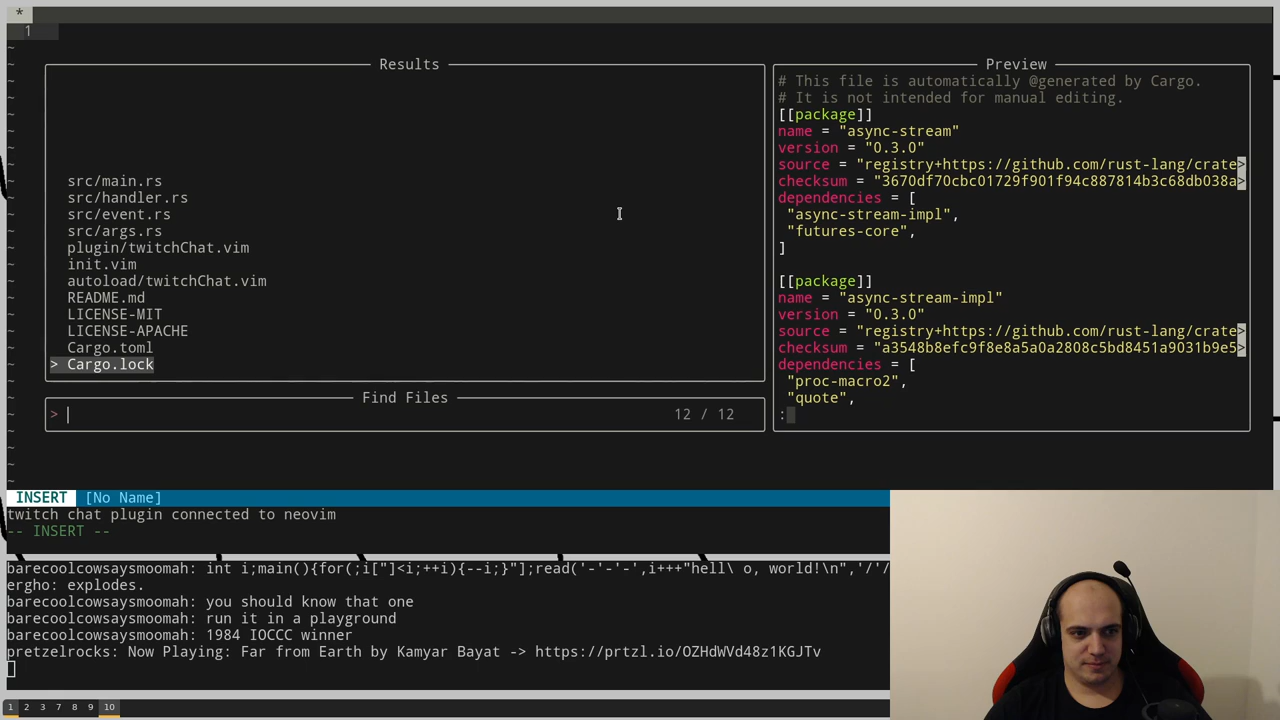 *
1
Results
src/main.rs
src/handler.rs
src/event.rs
src/args.rs
plugin/twitchChat.vim
init.vim
autoload/twitchChat.vim
README.md
LICENSE-MIT
LICENSE-APACHE
Cargo.toml
> Cargo.lock
Find Files
> 12 / 12
Preview
# This file is automatically @generated by Cargo.
# It is not intended for manual editing.
[[package]]
name = "async-stream"
version = "0.3.0"
source = "registry+https://github.com/rust-lang/crate>
checksum = "3670df70cbc01729f901f94c887814b3c68db038a>
dependencies = [
"async-stream-impl",
"futures-core",
]
[[package]]
name = "async-stream-impl"
version = "0.3.0"
source = "registry+https://github.com/rust-lang/crate>
checksum = "a3548b8efc9f8e8a5a0a2808c5bd8451a9031b9e5>
dependencies = [
"proc-macro2",
"quote",
:
INSERT [No Name]
twitch chat plugin connected to neovim
-- INSERT --
barecoolcowsaysmoomah: int i;main(){for(;i["]<i;++i){--i;}"];read('-'-'-',i+++"hell\ o, world!\n",'/'/
ergho: explodes.
barecoolcowsaysmoomah: you should know that one
barecoolcowsaysmoomah: run it in a playground
barecoolcowsaysmoomah: 1984 IOCCC winner
pretzelrocks: Now Playing: Far from Earth by Kamyar Bayat -> https://prtzl.io/OZHdWVd48z1KGJTv
1 2 3 7 8 9 10